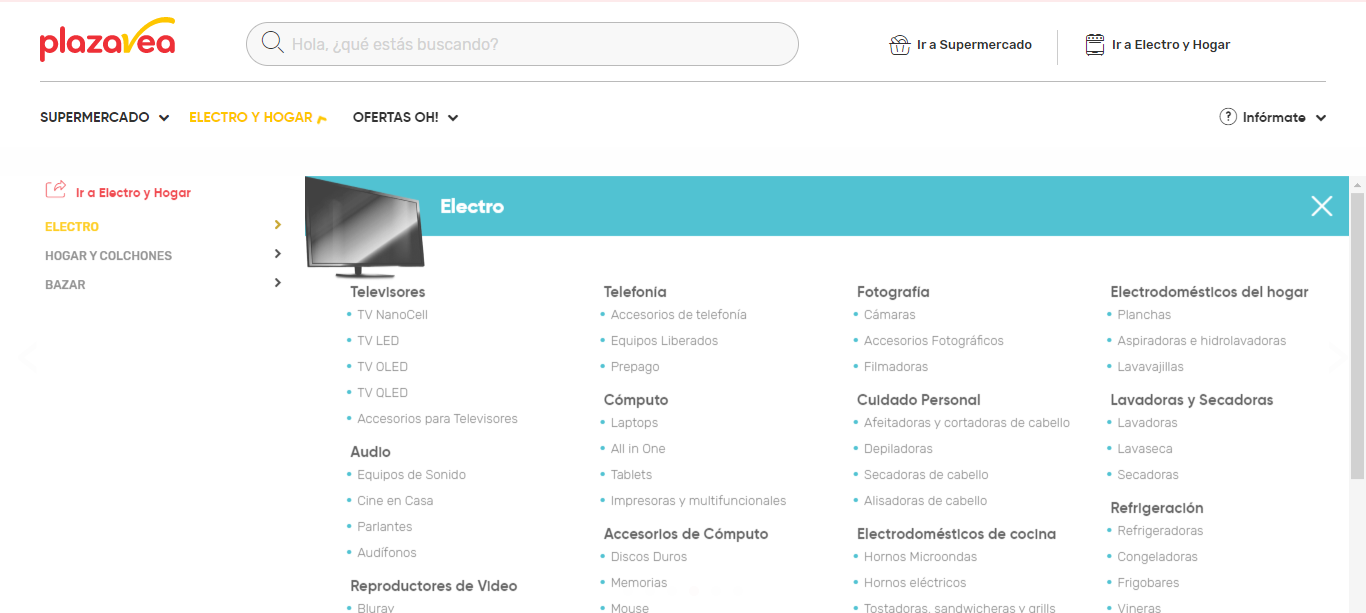 plazavea
Hola, ¿qué estás buscando?
Ir a Supermercado
Ir a Electro y Hogar
SUPERMERCADO
ELECTRO Y HOGAR
OFERTAS OH!
Infórmate
Ir a Electro y Hogar
ELECTRO
HOGAR Y COLCHONES
BAZAR
Electro
Televisores
TV NanoCell
TV LED
TV OLED
TV QLED
Accesorios para Televisores
Audio
Equipos de Sonido
Cine en Casa
Parlantes
Audífonos
Reproductores de Video
Bluray
Telefonía
Accesorios de telefonía
Equipos Liberados
Prepago
Cómputo
Laptops
All in One
Tablets
Impresoras y multifuncionales
Accesorios de Cómputo
Discos Duros
Memorias
Mouse
Fotografía
Cámaras
Accesorios Fotográficos
Filmadoras
Cuidado Personal
Afeitadoras y cortadoras de cabello
Depiladoras
Secadoras de cabello
Alisadoras de cabello
Electrodomésticos de cocina
Hornos Microondas
Hornos eléctricos
Tostadoras, sandwicheras y grills
Electrodomésticos del hogar
Planchas
Aspiradoras e hidrolavadoras
Lavavajillas
Lavadoras y Secadoras
Lavadoras
Lavaseca
Secadoras
Refrigeración
Refrigeradoras
Congeladoras
Frigobares
Vineras